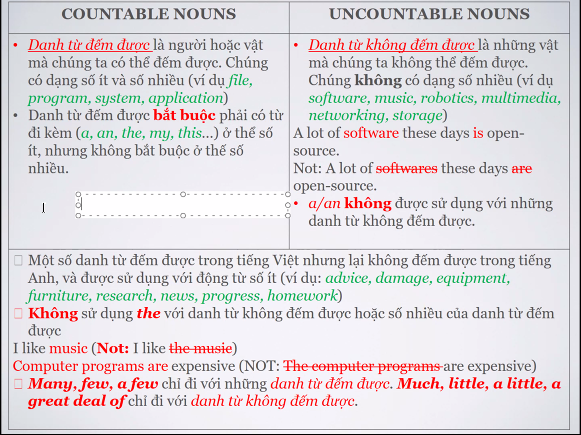 COUNTABLE NOUNS
UNCOUNTABLE NOUNS
• Danh từ đếm được là người hoặc vật
mà chúng ta có thể đếm được. Chúng
có dạng số ít và số nhiều (ví dụ file,
program, system, application)
• Danh từ đếm được bắt buộc phải có từ
đi kèm (a, an, the, my, this...) ở thể số
ít, nhưng không bắt buộc ở thể số
nhiều.
• Danh từ không đếm được là những vật
mà chúng ta không thể đếm được.
Chúng không có dạng số nhiều (ví dụ
software, music, robotics, multimedia,
networking, storage)
A lot of software these days is open-
source.
Not: A lot of softwares these days are
open-source.
• a/an không được sử dụng với những
danh từ không đếm được.
Một số danh từ đếm được trong tiếng Việt nhưng lại không đếm được trong tiếng
Anh, và được sử dụng với động từ số ít (ví dụ: advice, damage, equipment,
furniture, research, news, progress, homework)
Không sử dụng the với danh từ không đếm được hoặc số nhiều của danh từ đếm
được
I like music (Not: I like the music)
Computer programs are expensive (NOT: The computer programs are expensive)
Many, few, a few chỉ đi với những danh từ đếm được. Much, little, a little, a
great deal of chỉ đi với danh từ không đếm được.